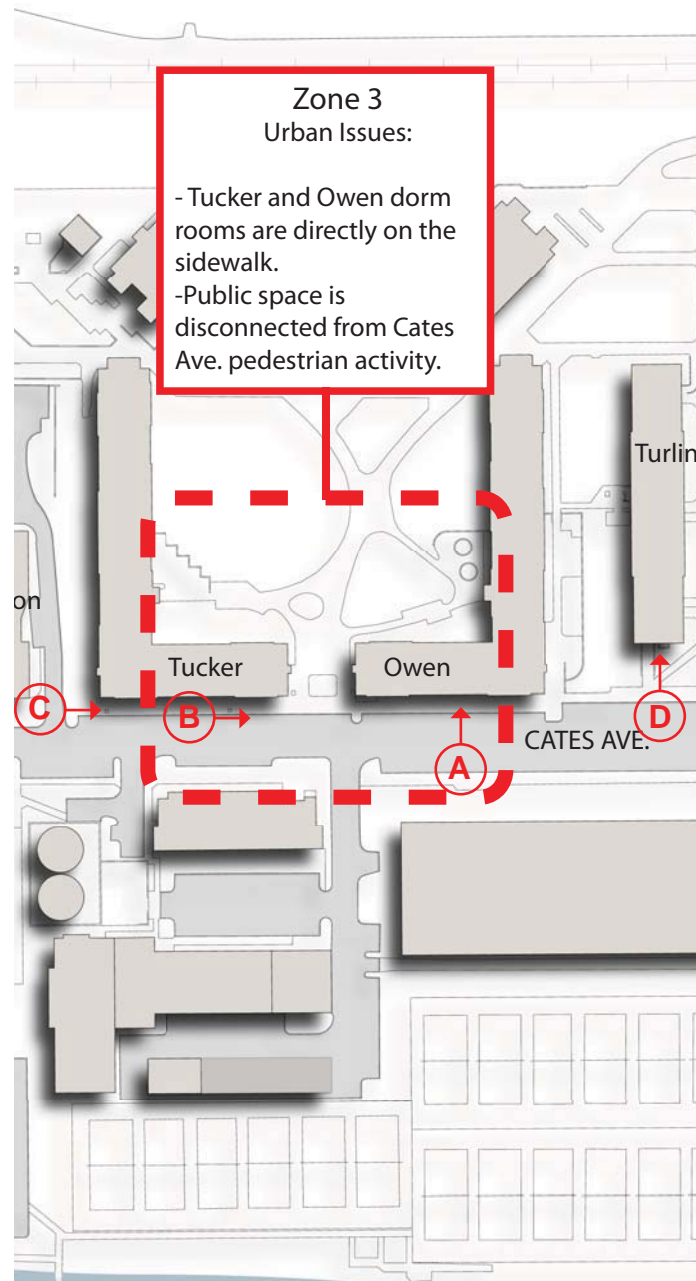 Zone 3
Urban Issues:
- Tucker and Owen dorm
rooms are directly on the
sidewalk.
-Public space is
disconnected from Cates
Ave. pedestrian activity.
Turlin
on
Tucker
Owen
C
B
A
D
CATES AVE.